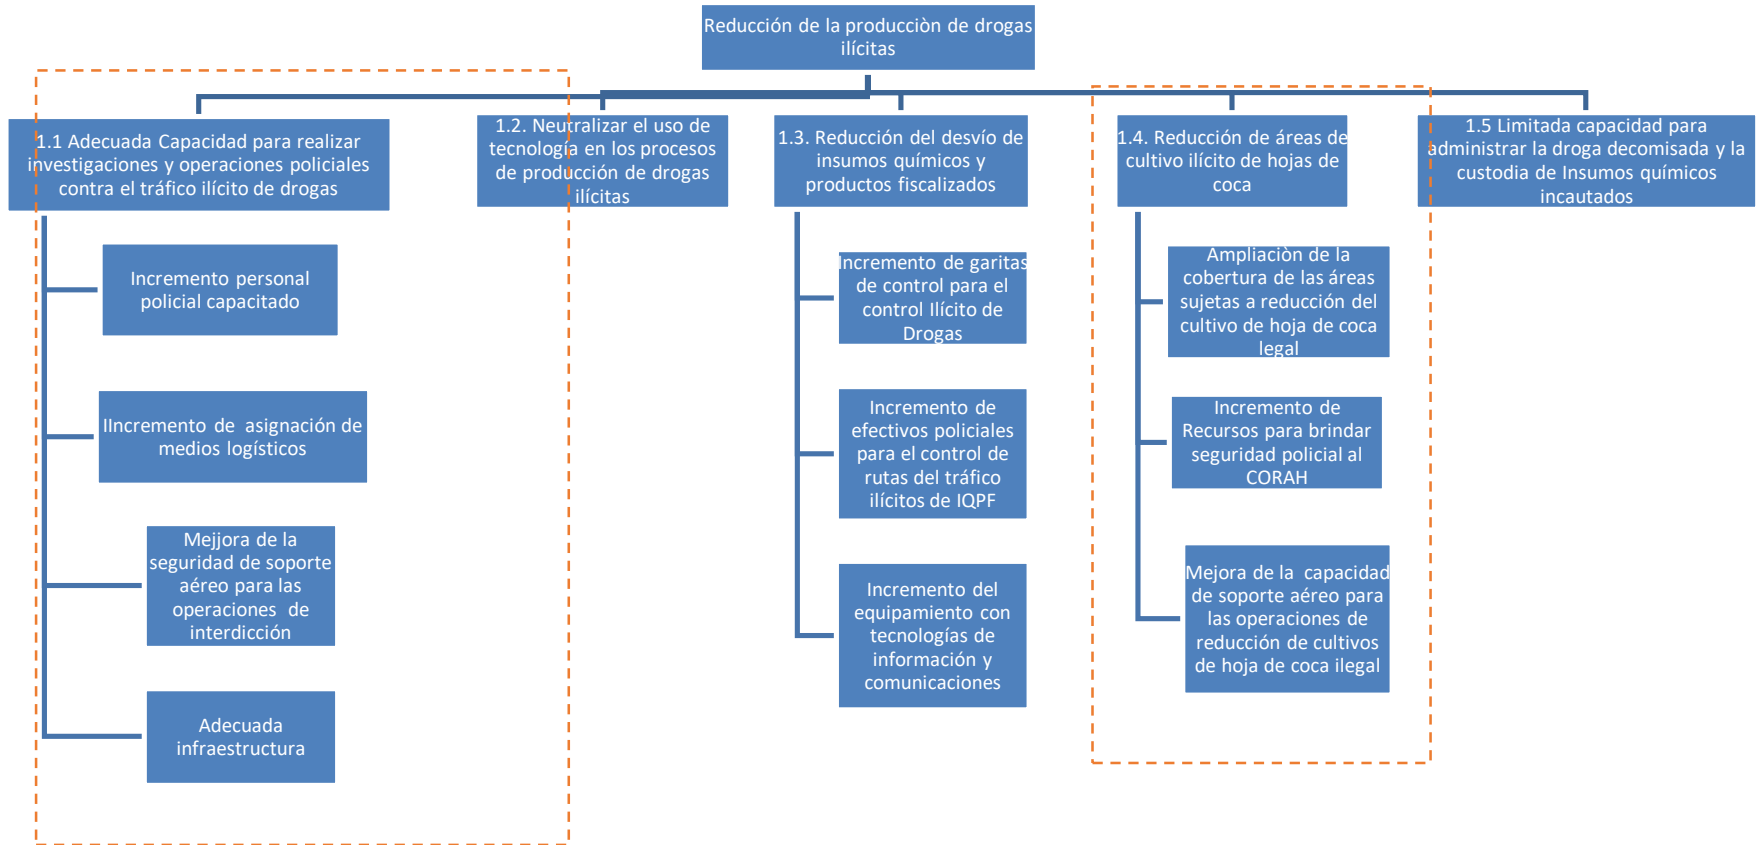 Reducción de la producciòn de drogas
ilícitas
1.1 Adecuada Capacidad para realizar
investigaciones y operaciones policiales
contra el tráfico ilícito de drogas
1.2. Neutralizar el uso de
tecnología en los procesos
de producción de drogas
ilícitas
1.3. Reducción del desvío de
insumos químicos y
productos fiscalizados
1.4. Reducción de áreas de
cultivo ilícito de hojas de
coca
1.5 Limitada capacidad para
administrar la droga decomisada y la
custodia de Insumos químicos
incautados
Incremento personal
policial capacitado
IIncremento de asignación de
medios logísticos
Mejjora de la
seguridad de soporte
aéreo para las
operaciones de
interdicción
Adecuada
infraestructura
Incremento de garitas
de control para el
control Ilícito de
Drogas
Incremento de
efectivos policiales
para el control de
rutas del tráfico
ilícitos de IQPF
Incremento del
equipamiento con
tecnologías de
información y
comunicaciones
Ampliaciòn de la
cobertura de las áreas
sujetas a reducción del
cultivo de hoja de coca
legal
Incremento de
Recursos para brindar
seguridad policial al
CORAH
Mejora de la capacidad
de soporte aéreo para
las operaciones de
reducción de cultivos
de hoja de coca ilegal